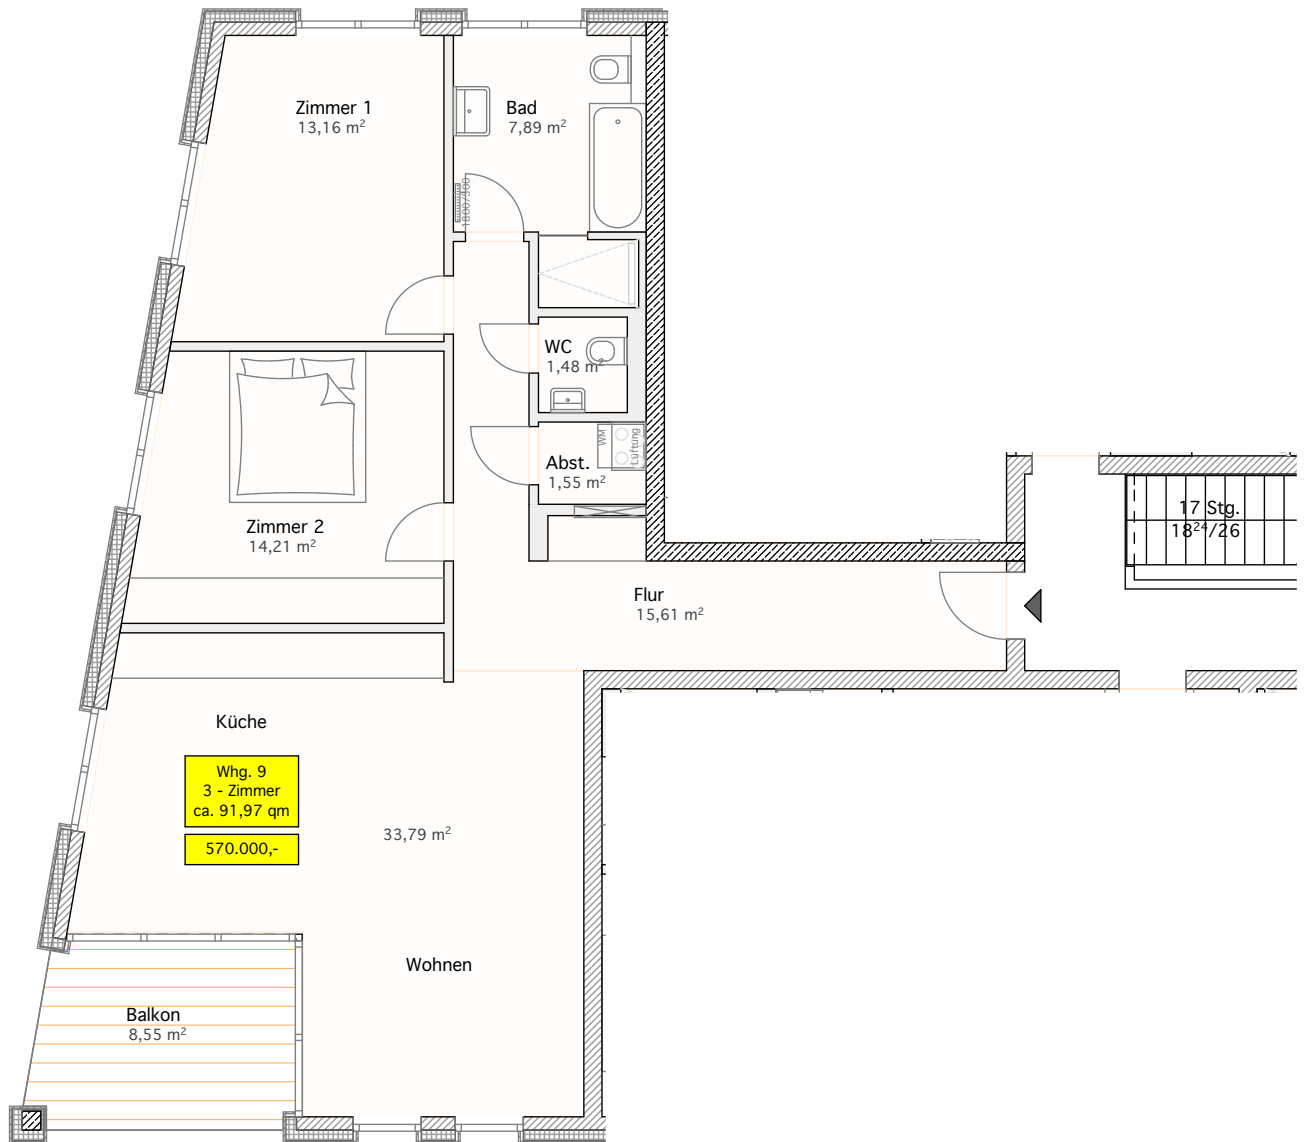 Zimmer 1
13,16 m²
Bad
7,89 m²
1800/500
WC
1,48 m²
Abst.
1,55 m²
WM
Lüftung
Zimmer 2
14,21 m²
17 Stg.
18²⁴/26
Flur
15,61 m²
Küche
Whg. 9
3 - Zimmer
ca. 91,97 qm
570.000,-
33,79 m²
Wohnen
Balkon
8,55 m²